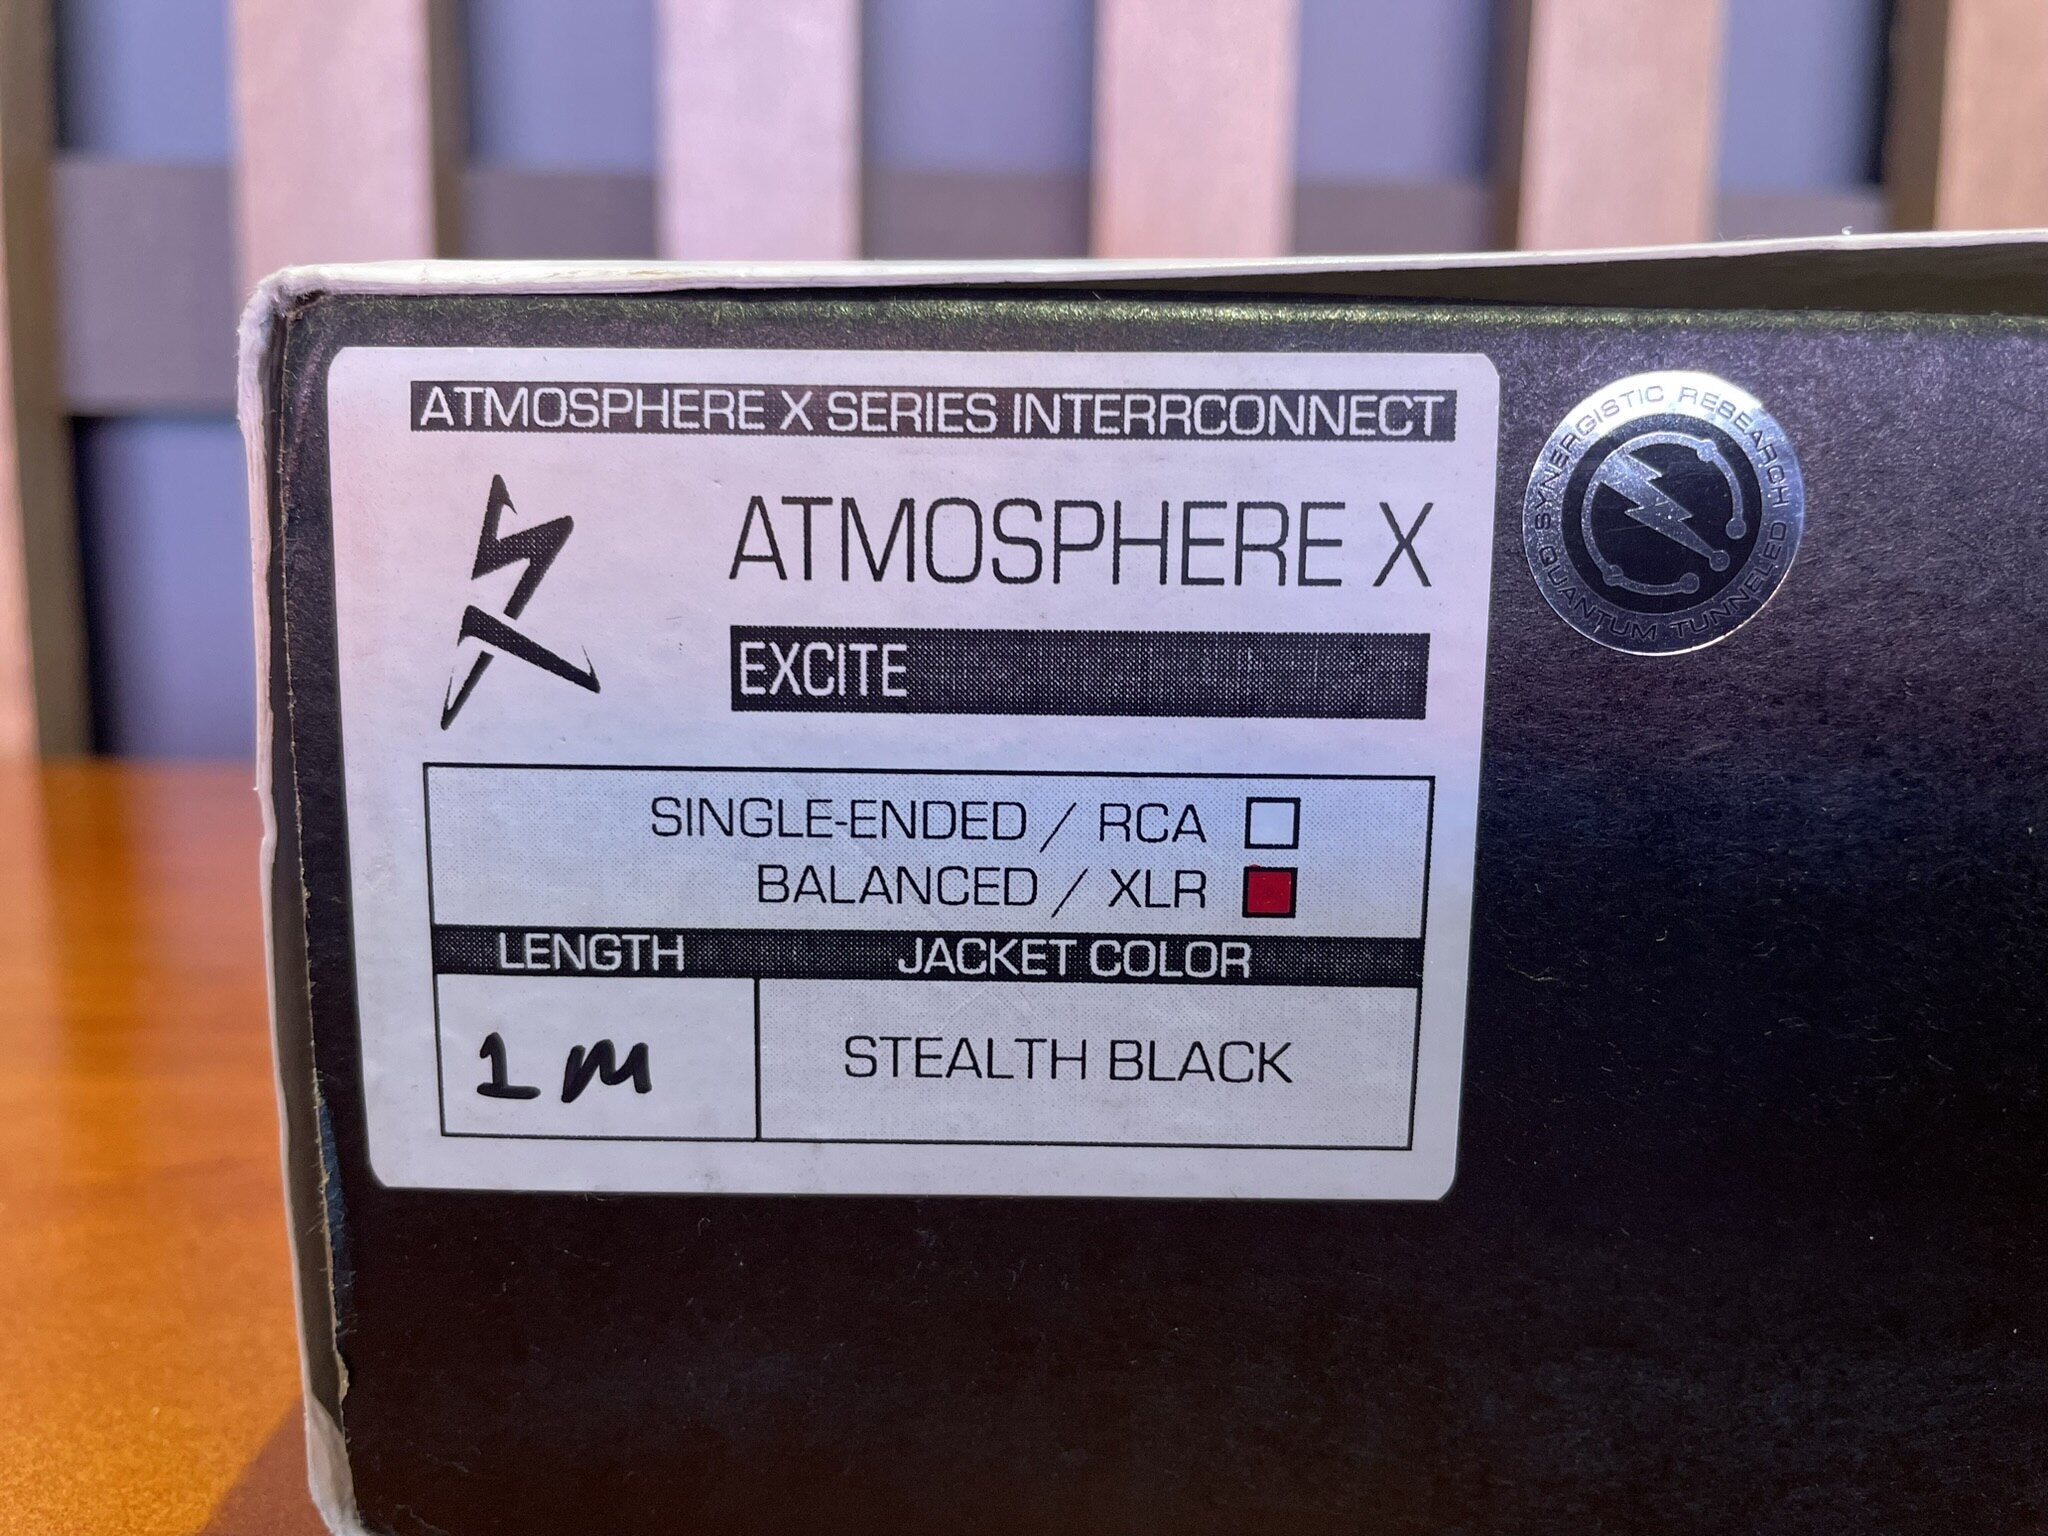 ATMOSPHERE X SERIES INTERRCONNECT
ATMOSPHERE X
EXCITE
SINGLE-ENDED / RCA
BALANCED / XLR
LENGTH JACKET COLOR
1 m STEALTH BLACK
SYNERGISTIC RESEARCH
QUANTUM TUNNELED